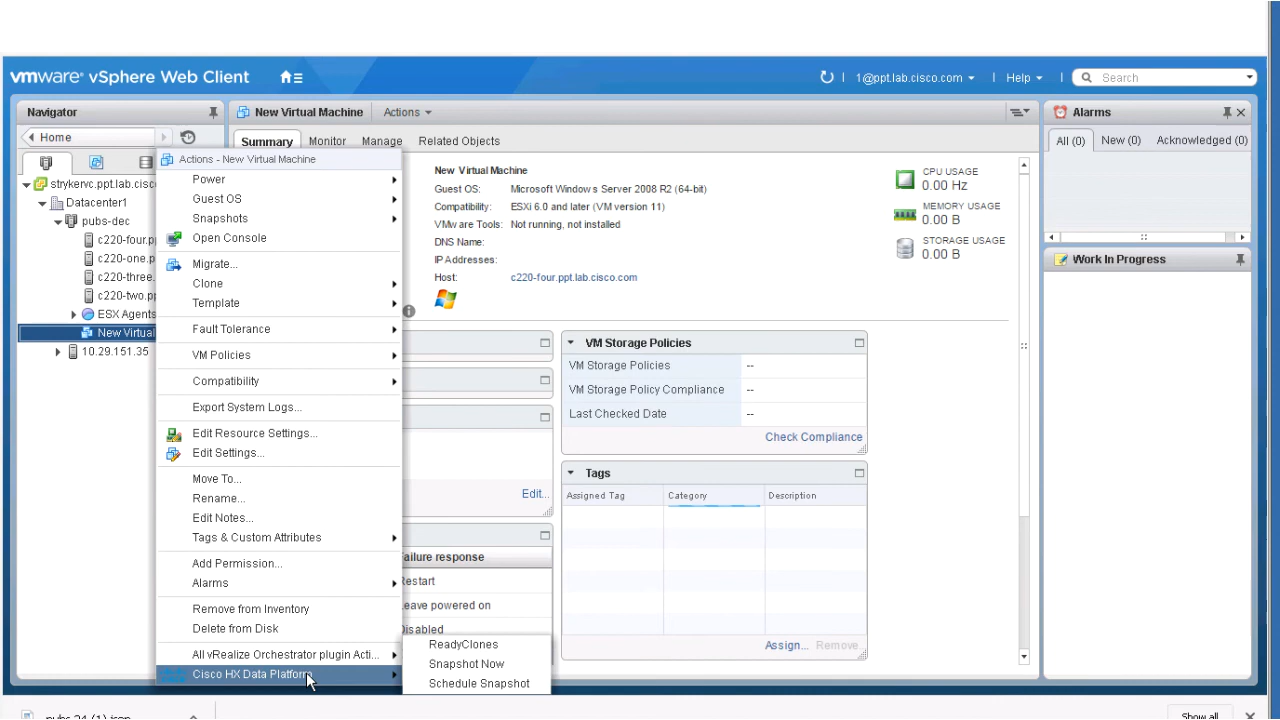 vmware® vSphere Web Client
1@ppt.lab.cisco.com
Help
Search
Navigator
Home
strykervc.ppt.lab.cisc
Datacenter1
pubs-dec
c220-four.p
c220-one.p
c220-three.
c220-two.pp
ESX Agents
New Virtual
10.29.151.35
New Virtual Machine
Actions
Summary
Monitor
Manage
Related Objects
Actions - New Virtual Machine
Power
Guest OS
Snapshots
Open Console
Migrate...
Clone
Template
Fault Tolerance
VM Policies
Compatibility
Export System Logs...
Edit Resource Settings...
Edit Settings...
Move To...
Rename...
Edit Notes...
Tags & Custom Attributes
Add Permission...
Alarms
Remove from Inventory
Delete from Disk
All vRealize Orchestrator plugin Acti...
Cisco HX Data Platform
ReadyClones
Snapshot Now
Schedule Snapshot
New Virtual Machine
Guest OS: Microsoft Windows Server 2008 R2 (64-bit)
Compatibility: ESXi 6.0 and later (VM version 11)
VMware Tools: Not running, not installed
DNS Name:
IP Addresses:
Host: c220-four.ppt.lab.cisco.com
CPU USAGE
0.00 Hz
MEMORY USAGE
0.00 B
STORAGE USAGE
0.00 B
Edit...
ailure response
Restart
eave powered on
Disabled
VM Storage Policies
VM Storage Policies --
VM Storage Policy Compliance --
Last Checked Date --
Check Compliance
Tags
Assigned Tag Category Description
Assign... Remove
Alarms
All (0) New (0) Acknowledged (0)
Work In Progress
Show all